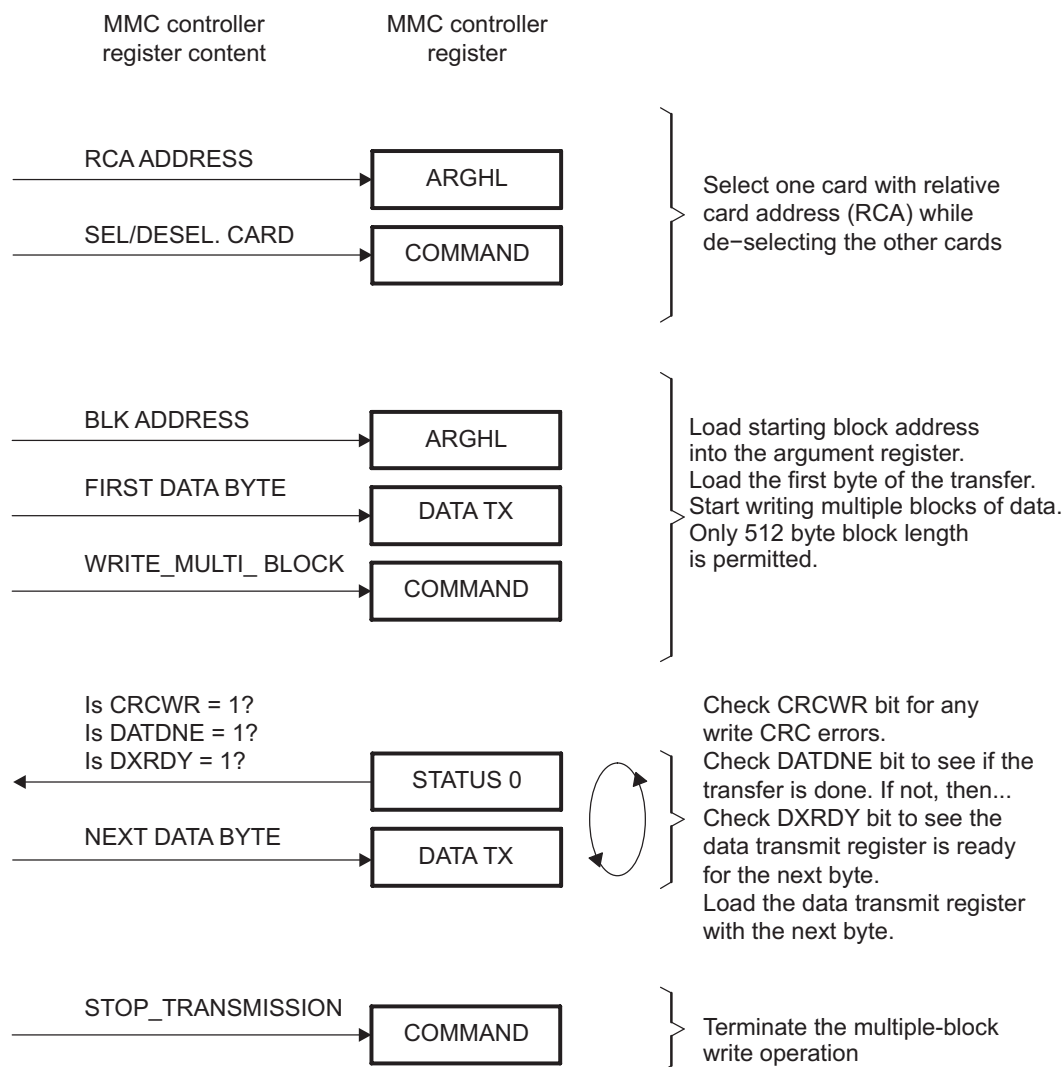 MMC controller
register content
MMC controller
register
RCA ADDRESS
ARGHL
SEL/DESEL. CARD
COMMAND
Select one card with relative
card address (RCA) while
de−selecting the other cards
BLK ADDRESS
ARGHL
FIRST DATA BYTE
DATA TX
WRITE_MULTI_ BLOCK
COMMAND
Load starting block address
into the argument register.
Load the first byte of the transfer.
Start writing multiple blocks of data.
Only 512 byte block length
is permitted.
Is CRCWR = 1?
Is DATDNE = 1?
Is DXRDY = 1?
STATUS 0
NEXT DATA BYTE
DATA TX
Check CRCWR bit for any
write CRC errors.
Check DATDNE bit to see if the
transfer is done. If not, then...
Check DXRDY bit to see the
data transmit register is ready
for the next byte.
Load the data transmit register
with the next byte.
STOP_TRANSMISSION
COMMAND
Terminate the multiple-block
write operation